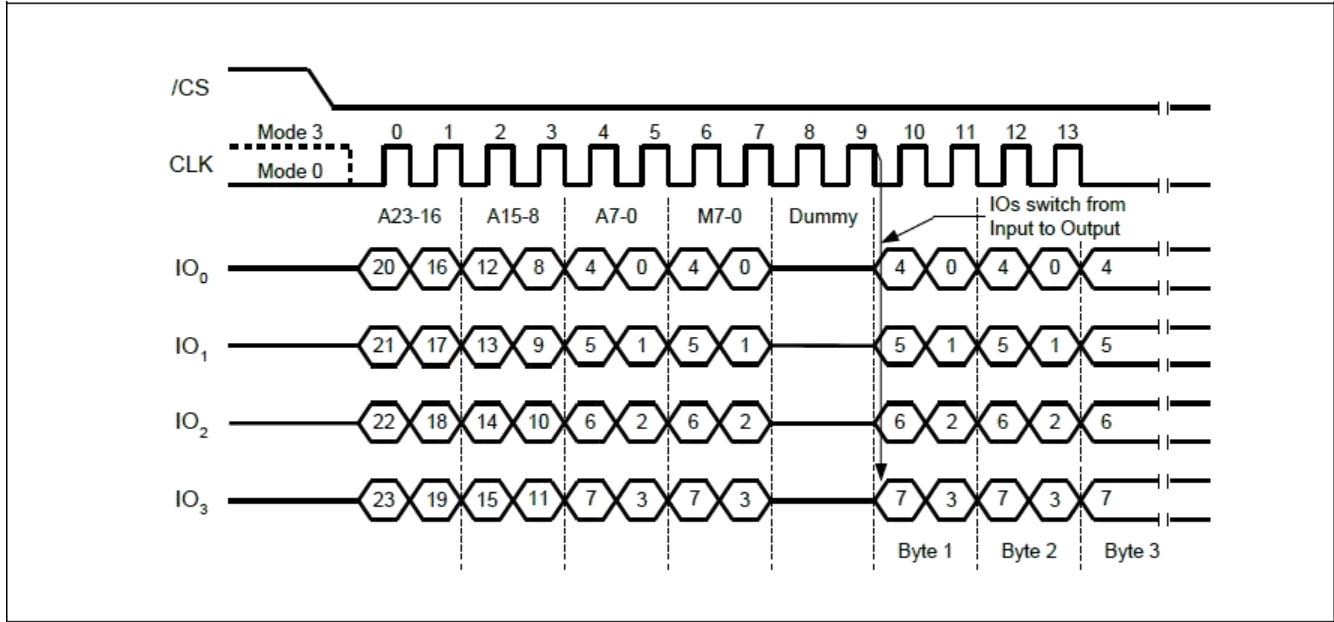 /CS
Mode 3 0 1 2 3 4 5 6 7 8 9 10 11 12 13
CLK
Mode 0
A23-16 A15-8 A7-0 M7-0 Dummy
IOs switch from
Input to Output
IO0 20 16 12 8 4 0 4 0 4 0 4 0 4
IO1 21 17 13 9 5 1 5 1 5 1 5 1 5
IO2 22 18 14 10 6 2 6 2 6 2 6 2 6
IO3 23 19 15 11 7 3 7 3 7 3 7 3 7
Byte 1 Byte 2 Byte 3